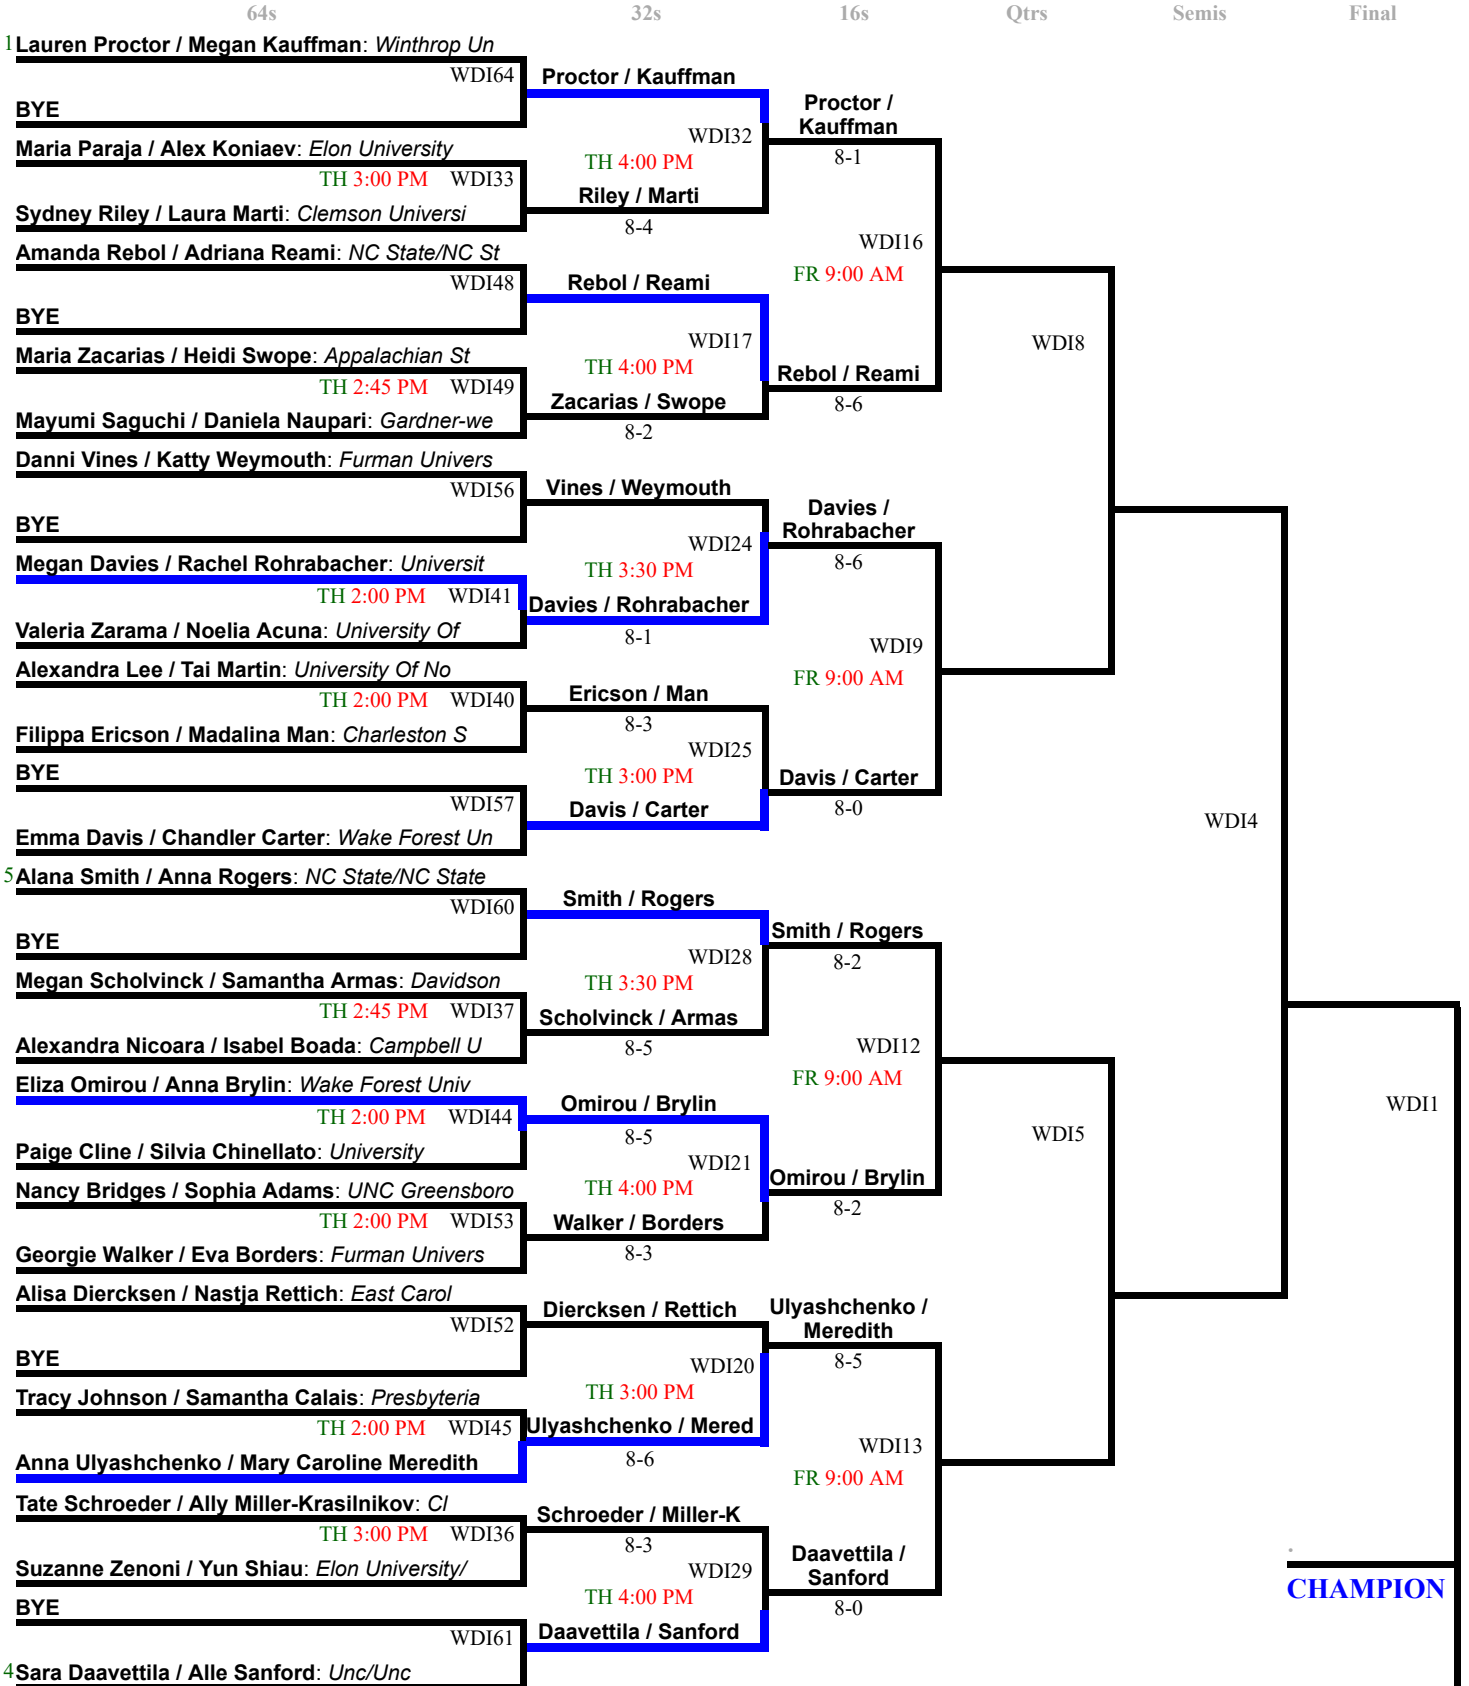 64s 32s 16s Qtrs Semis Final
1 Lauren Proctor / Megan Kauffman: Winthrop Un
WDI64
BYE
Maria Paraja / Alex Koniaev: Elon University
TH 3:00 PM WDI33
Sydney Riley / Laura Marti: Clemson Universi
Amanda Rebol / Adriana Reami: NC State/NC St
WDI48
BYE
Maria Zacarias / Heidi Swope: Appalachian St
TH 2:45 PM WDI49
Mayumi Saguchi / Daniela Naupari: Gardner-we
Danni Vines / Katty Weymouth: Furman Univers
WDI56
BYE
Megan Davies / Rachel Rohrabacher: Universit
TH 2:00 PM WDI41
Valeria Zarama / Noelia Acuna: University Of
Alexandra Lee / Tai Martin: University Of No
TH 2:00 PM WDI40
Filippa Ericson / Madalina Man: Charleston S
BYE
WDI57
Emma Davis / Chandler Carter: Wake Forest Un
5 Alana Smith / Anna Rogers: NC State/NC State
WDI60
BYE
Megan Scholvinck / Samantha Armas: Davidson
TH 2:45 PM WDI37
Alexandra Nicoara / Isabel Boada: Campbell U
Eliza Omirou / Anna Brylin: Wake Forest Univ
TH 2:00 PM WDI44
Paige Cline / Silvia Chinellato: University
Nancy Bridges / Sophia Adams: UNC Greensboro
TH 2:00 PM WDI53
Georgie Walker / Eva Borders: Furman Univers
Alisa Diercksen / Nastja Rettich: East Carol
WDI52
BYE
Tracy Johnson / Samantha Calais: Presbyteria
TH 2:00 PM WDI45
Anna Ulyashchenko / Mary Caroline Meredith
Tate Schroeder / Ally Miller-Krasilnikov: Cl
TH 3:00 PM WDI36
Suzanne Zenoni / Yun Shiau: Elon University/
BYE
WDI61
4 Sara Daavettila / Alle Sanford: Unc/Unc
Proctor / Kauffman
WDI32
TH 4:00 PM
Riley / Marti
8-4
Rebol / Reami
WDI17
TH 4:00 PM
Zacarias / Swope
8-2
Vines / Weymouth
WDI24
TH 3:30 PM
Davies / Rohrabacher
8-1
Ericson / Man
8-3
WDI25
TH 3:00 PM
Davis / Carter
Smith / Rogers
WDI28
TH 3:30 PM
Scholvinck / Armas
8-5
Omirou / Brylin
8-5
WDI21
TH 4:00 PM
Walker / Borders
8-3
Diercksen / Rettich
WDI20
TH 3:00 PM
Ulyashchenko / Mered
8-6
Schroeder / Miller-K
8-3
WDI29
TH 4:00 PM
Daavettila / Sanford
Proctor /
Kauffman
8-1
WDI16
FR 9:00 AM
Rebol / Reami
8-6
Davies /
Rohrabacher
8-6
WDI9
FR 9:00 AM
Davis / Carter
8-0
Smith / Rogers
8-2
WDI12
FR 9:00 AM
Omirou / Brylin
8-2
Ulyashchenko /
Meredith
8-5
WDI13
FR 9:00 AM
Daavettila /
Sanford
8-0
WDI8
WDI5
WDI4
WDI1
.
CHAMPION